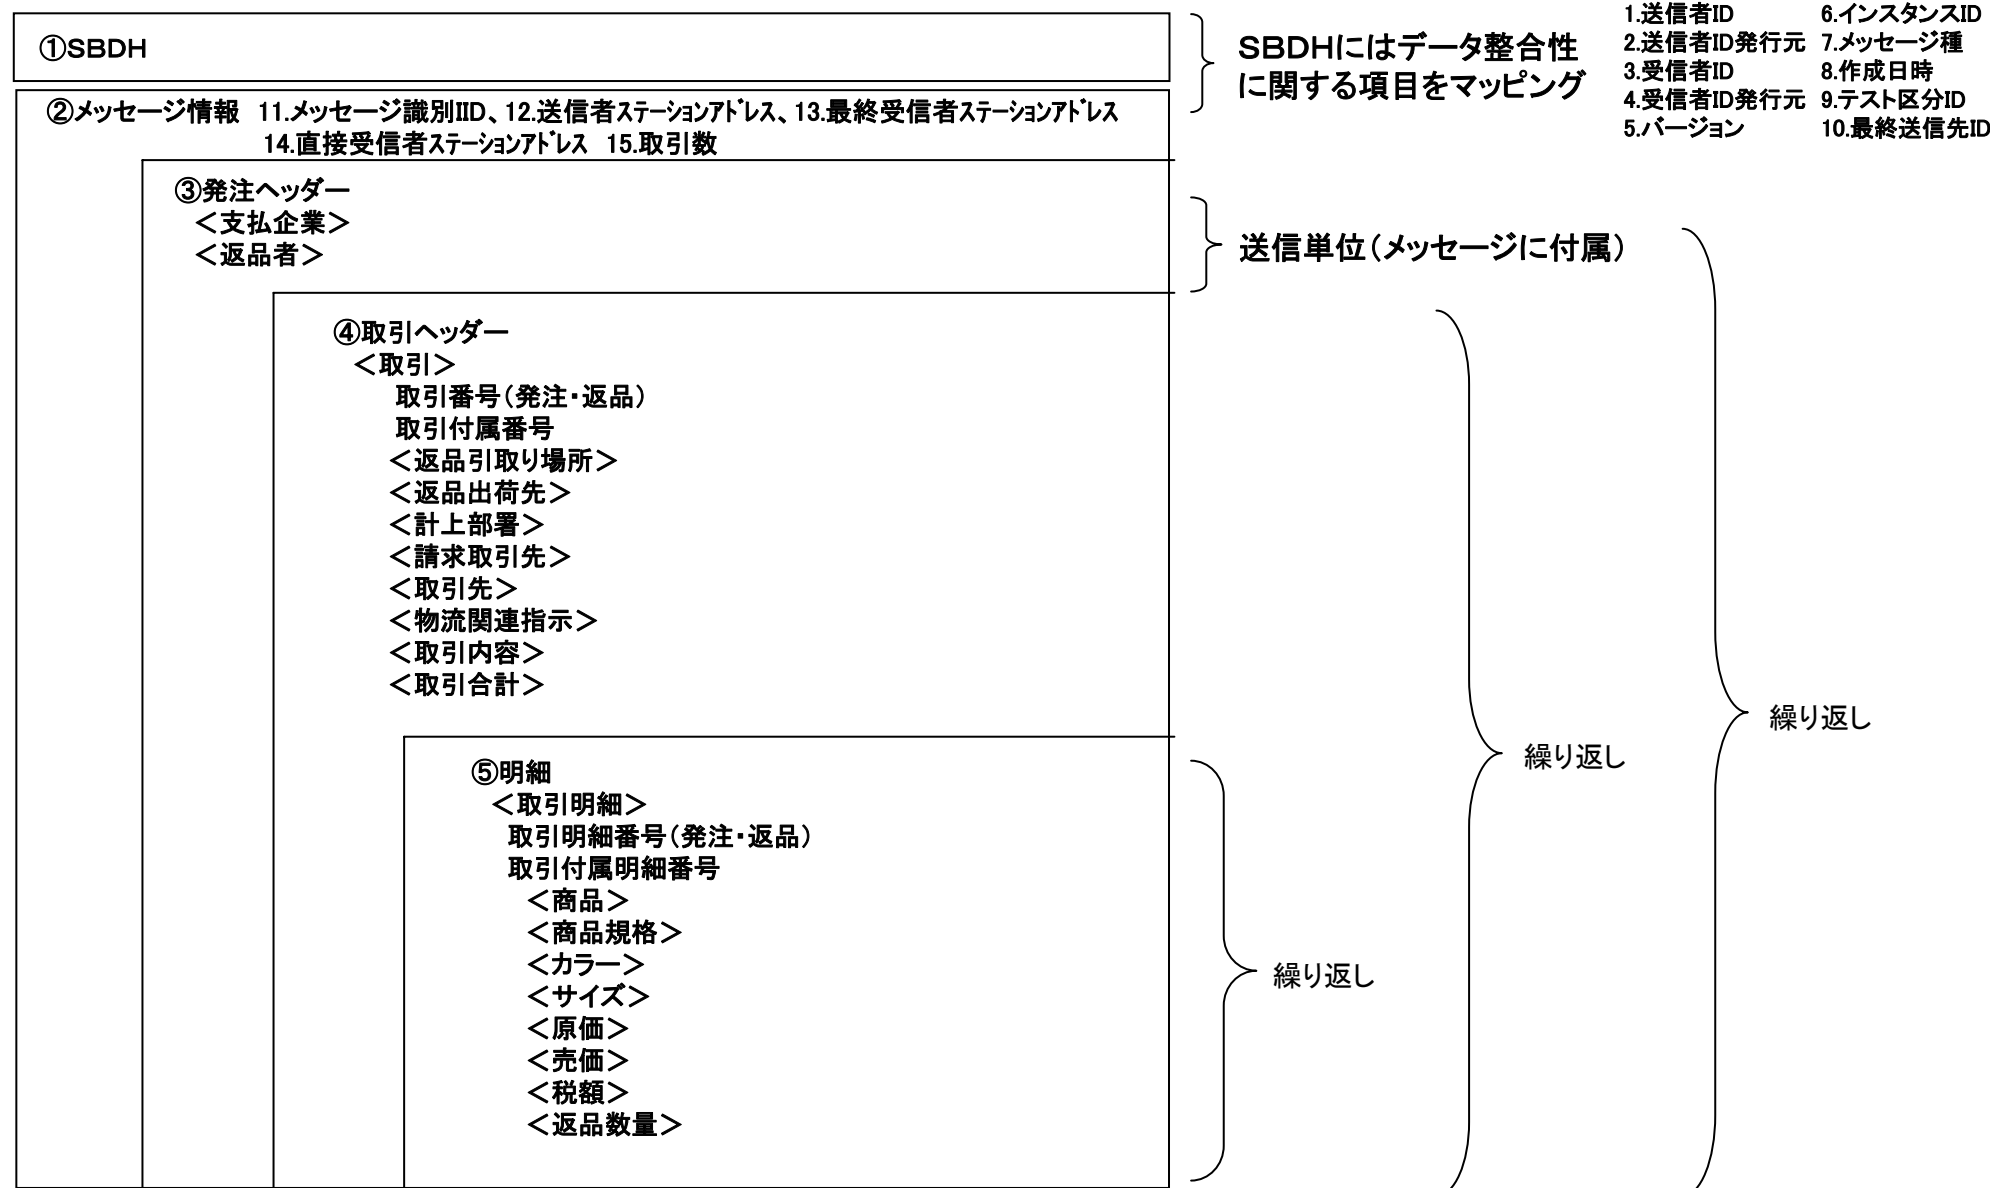 ①SBDH
SBDHにはデータ整合性
に関する項目をマッピング
1.送信者ID 6.インスタンスID
2.送信者ID発行元 7.メッセージ種
3.受信者ID 8.作成日時
4.受信者ID発行元 9.テスト区分ID
5.バージョン 10.最終送信先ID
②メッセージ情報 11.メッセージ識別IID、12.送信者ステーションアドレス、13.最終受信者ステーションアドレス
14.直接受信者ステーションアドレス 15.取引数
③発注ヘッダー
＜支払企業＞
＜返品者＞
送信単位（メッセージに付属）
④取引ヘッダー
＜取引＞
取引番号（発注・返品）
取引付属番号
＜返品引取り場所＞
＜返品出荷先＞
＜計上部署＞
＜請求取引先＞
＜取引先＞
＜物流関連指示＞
＜取引内容＞
＜取引合計＞
繰り返し
繰り返し
⑤明細
＜取引明細＞
取引明細番号（発注・返品）
取引付属明細番号
＜商品＞
＜商品規格＞
＜カラー＞
＜サイズ＞
＜原価＞
＜売価＞
＜税額＞
＜返品数量＞
繰り返し